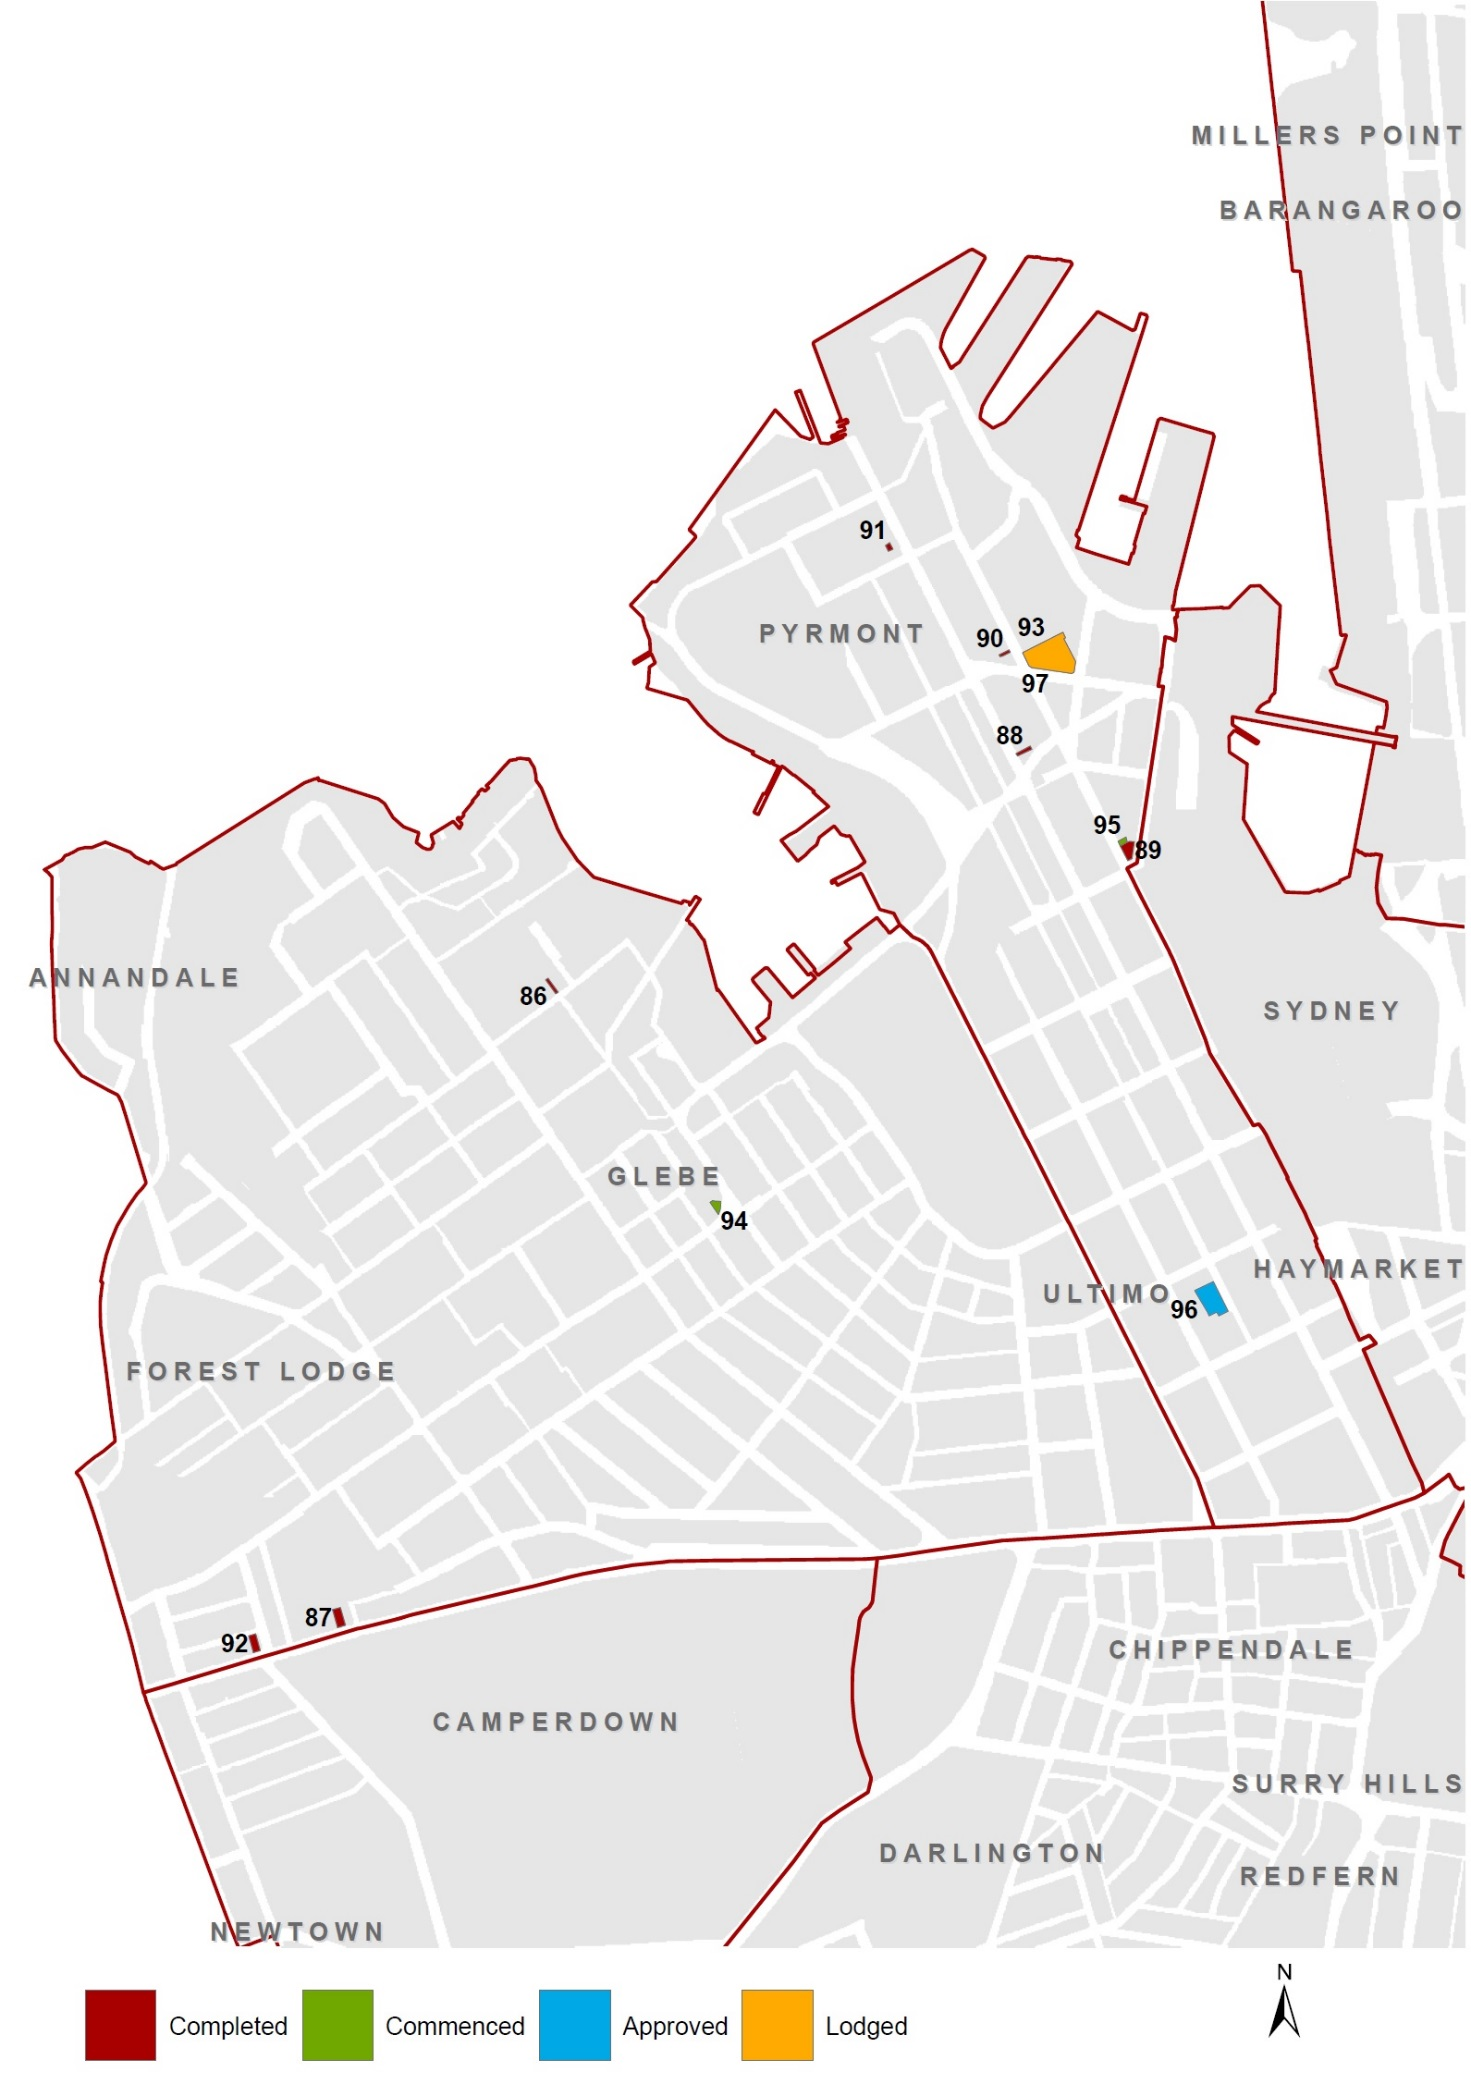 MILLERS POINT
BARANGAROO
91
PYRMONT
90
93
97
88
95
89
ANNANDALE
86
SYDNEY
GLEBE
94
HAYMARKET
ULTIMO
96
FOREST LODGE
87
92
CHIPPENDALE
CAMPERDOWN
SURRY HILLS
DARLINGTON
REDFERN
NEWTOWN
N
Completed
Commenced
Approved
Lodged